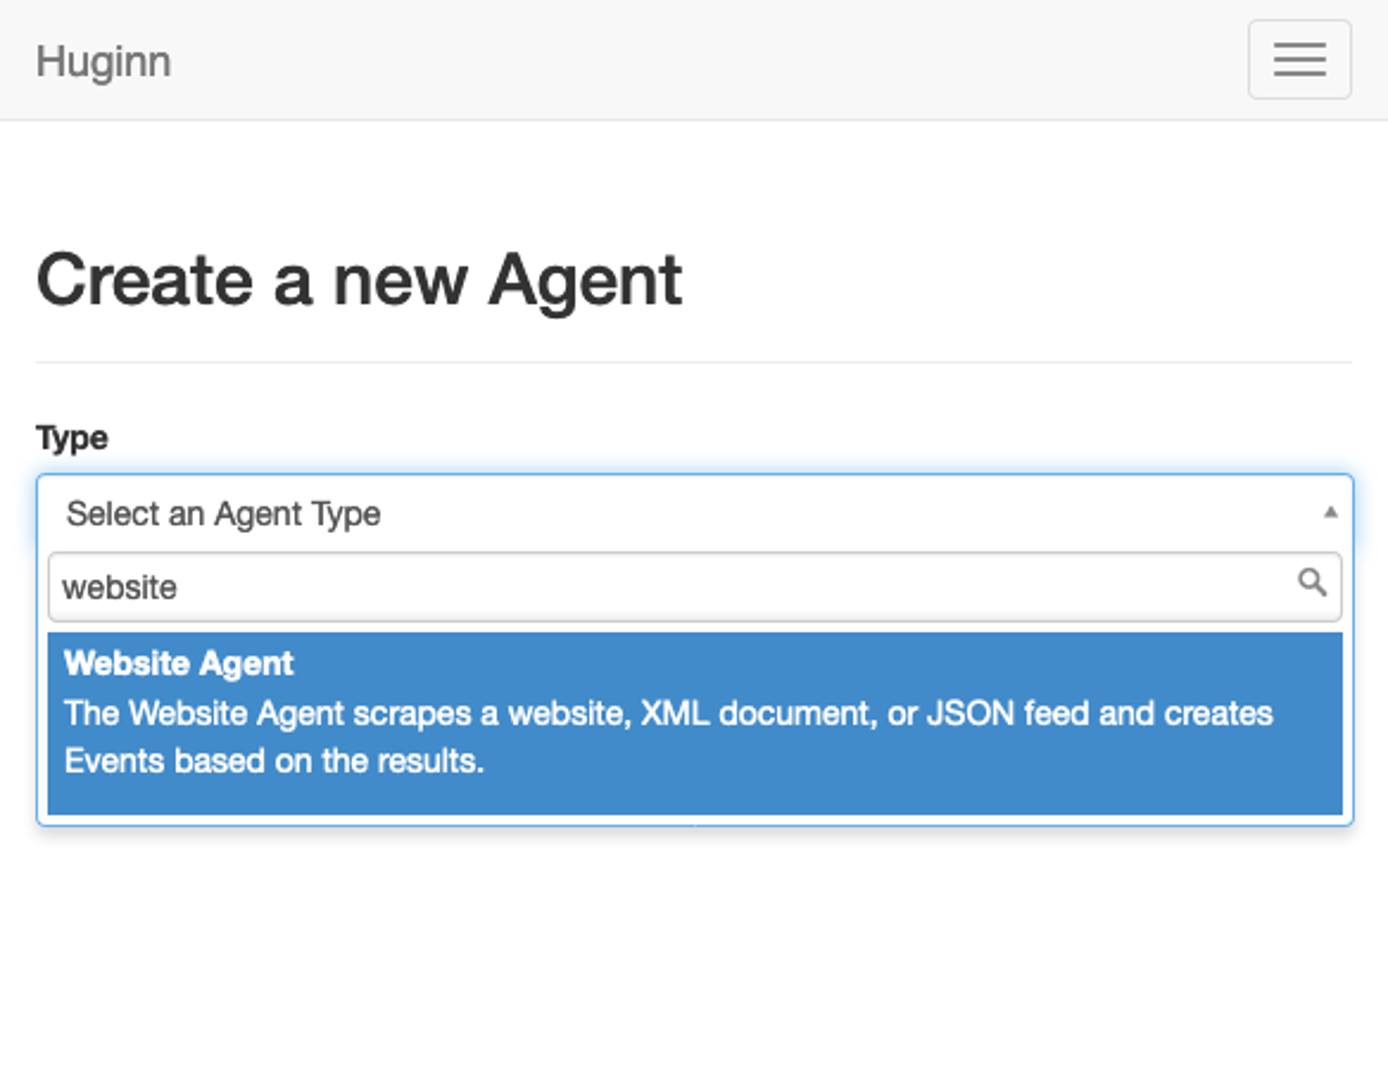 Huginn
Create a new Agent
Type
Select an Agent Type
website
Website Agent
The Website Agent scrapes a website, XML document, or JSON feed and creates
Events based on the results.